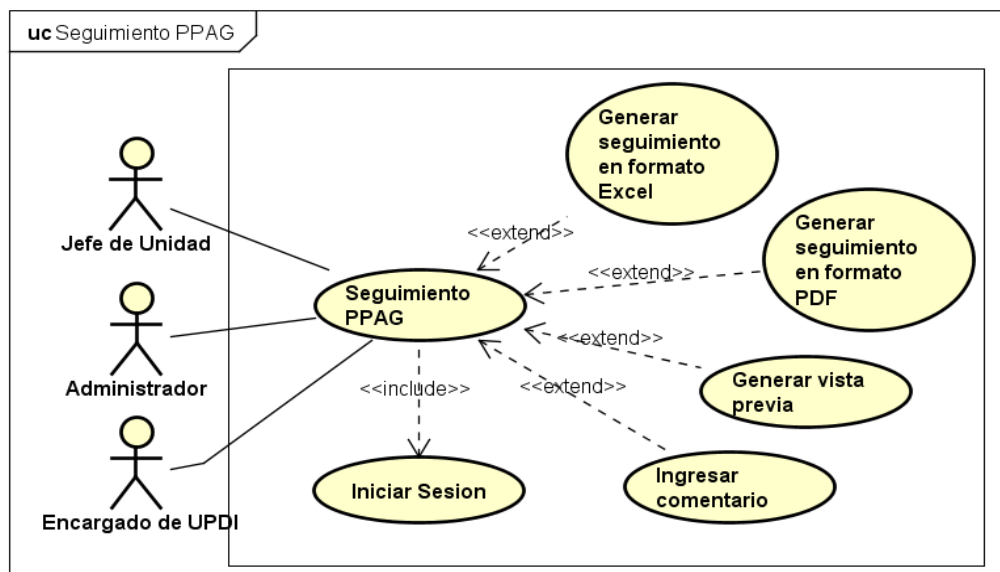 uc Seguimiento PPAG
Generar
seguimiento
en formato
Excel
Jefe de Unidad
<<extend>>
Generar
seguimiento
en formato
PDF
<<extend>>
Seguimiento
PPAG
Administrador
<<extend>>
<<include>>
<<extend>>
Generar vista
previa
Iniciar Sesion
Ingresar
comentario
Encargado de UPDI